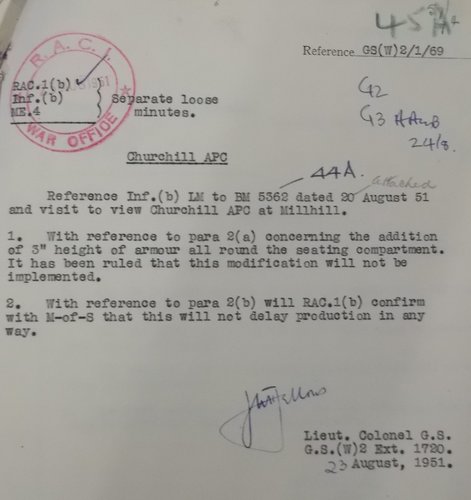 45A
Reference GS(W)2/1/69
R.A.C.1.
1951
WAR OFFICE
RAC.1(b)
Inf.(b)
ME.4
Separate loose
minutes.
G2
G3
24/8.
Churchill APC
44A.
attached
Reference Inf.(b) LM to BM 5362 dated 20 August 51
and visit to view Churchill APC at Millhill.
1. With reference to para 2(a) concerning the addition
of 3" height of armour all round the seating compartment.
It has been ruled that this modification will not be
implemented.
2. With reference to para 2(b) will RAC.1(b) confirm
with M-of-S that this will not delay production in any
way.
Lieut. Colonel G.S.
G.S.(W)2 Ext. 1720.
23 August, 1951.